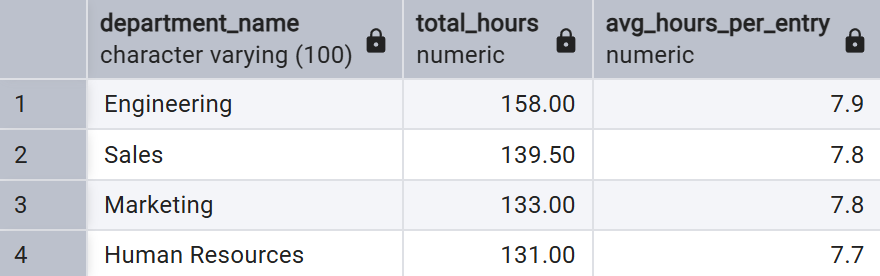 department_name total_hours avg_hours_per_entry
character varying (100) numeric numeric
1 Engineering 158.00 7.9
2 Sales 139.50 7.8
3 Marketing 133.00 7.8
4 Human Resources 131.00 7.7